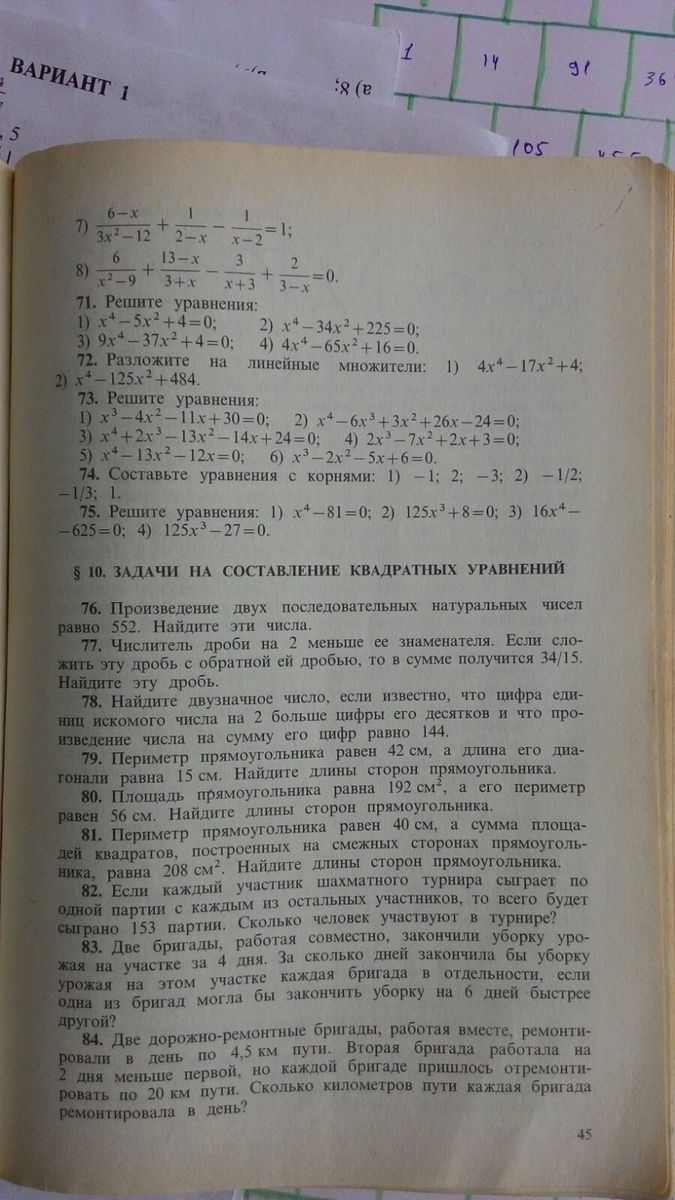 ВАРИАНТ 1
а) 8;
1 14 91 36
, 5
105
7) \frac{6-x}{3x^2-12} + \frac{1}{2-x} - \frac{1}{x-2} = 1;
8) \frac{6}{x^2-9} + \frac{13-x}{3+x} - \frac{3}{x+3} + \frac{2}{3-x} = 0.
71. Решите уравнения:
1) x⁴−5x²+4=0; 2) x⁴−34x²+225=0;
3) 9x⁴−37x²+4=0; 4) 4x⁴−65x²+16=0.
72. Разложите на линейные множители: 1) 4x⁴−17x²+4;
2) x⁴−125x²+484.
73. Решите уравнения:
1) x³−4x²−11x+30=0; 2) x⁴−6x³+3x²+26x−24=0;
3) x⁴+2x³−13x²−14x+24=0; 4) 2x³−7x²+2x+3=0;
5) x⁴−13x²−12x=0; 6) x³−2x²−5x+6=0.
74. Составьте уравнения с корнями: 1) −1; 2; −3; 2) −1/2;
−1/3; 1.
75. Решите уравнения: 1) x⁴−81=0; 2) 125x³+8=0; 3) 16x⁴−
−625=0; 4) 125x³−27=0.
§ 10. ЗАДАЧИ НА СОСТАВЛЕНИЕ КВАДРАТНЫХ УРАВНЕНИЙ
76. Произведение двух последовательных натуральных чисел
равно 552. Найдите эти числа.
77. Числитель дроби на 2 меньше ее знаменателя. Если сло-
жить эту дробь с обратной ей дробью, то в сумме получится 34/15.
Найдите эту дробь.
78. Найдите двузначное число, если известно, что цифра еди-
ниц искомого числа на 2 больше цифры его десятков и что про-
изведение числа на сумму его цифр равно 144.
79. Периметр прямоугольника равен 42 см, а длина его диа-
гонали равна 15 см. Найдите длины сторон прямоугольника.
80. Площадь прямоугольника равна 192 см², а его периметр
равен 56 см. Найдите длины сторон прямоугольника.
81. Периметр прямоугольника равен 40 см, а сумма площа-
дей квадратов, построенных на смежных сторонах прямоуголь-
ника, равна 208 см². Найдите длины сторон прямоугольника.
82. Если каждый участник шахматного турнира сыграет по
одной партии с каждым из остальных участников, то всего будет
сыграно 153 партии. Сколько человек участвуют в турнире?
83. Две бригады, работая совместно, закончили уборку уро-
жая на участке за 4 дня. За сколько дней закончила бы уборку
урожая на этом участке каждая бригада в отдельности, если
одна из бригад могла бы закончить уборку на 6 дней быстрее
другой?
84. Две дорожно-ремонтные бригады, работая вместе, ремонти-
ровали в день по 4,5 км пути. Вторая бригада работала на
2 дня меньше первой, но каждой бригаде пришлось отремонти-
ровать по 20 км пути. Сколько километров пути каждая бригада
ремонтировала в день?
45